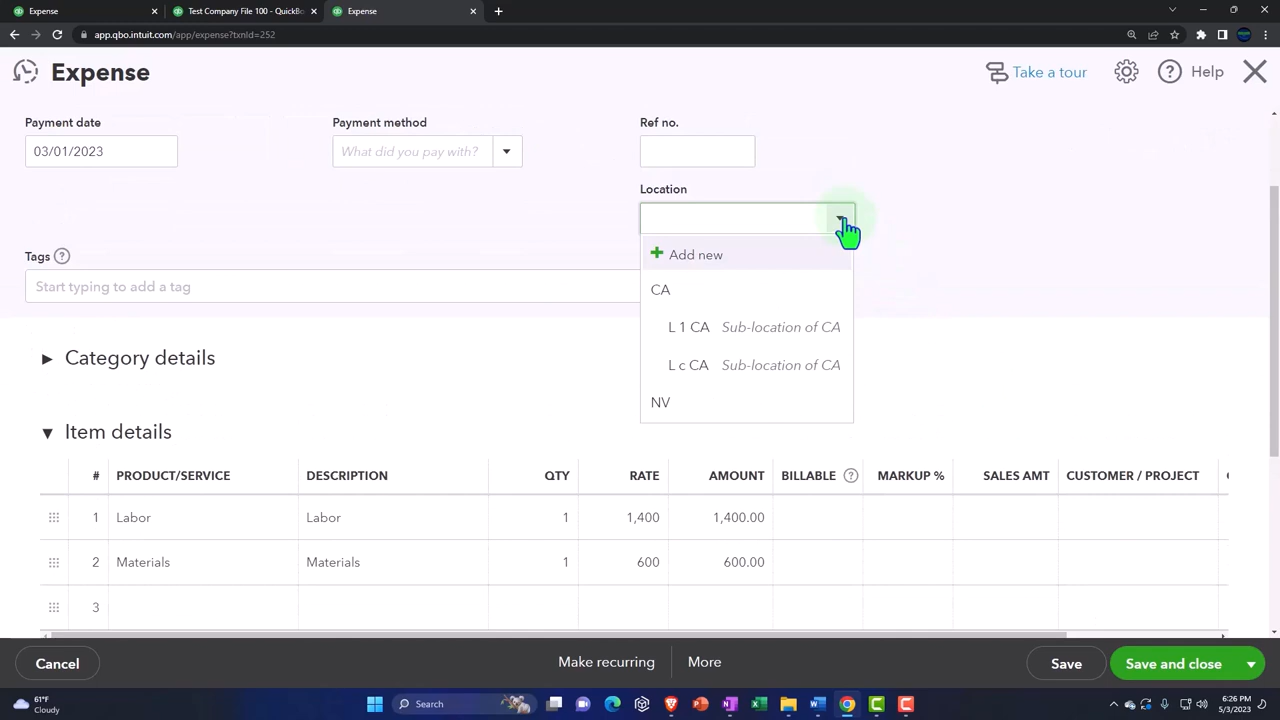 Expense
Test Company File 100 - QuickBo
Expense
app.qbo.intuit.com/app/expense?txnId=252
Expense
Take a tour
Help
Payment date
Payment method
Ref no.
03/01/2023
What did you pay with?
Location
Tags
Start typing to add a tag
Add new
CA
L 1 CA Sub-location of CA
L c CA Sub-location of CA
NV
Category details
Item details
# PRODUCT/SERVICE DESCRIPTION QTY RATE AMOUNT BILLABLE MARKUP % SALES AMT CUSTOMER / PROJECT
1 Labor Labor 1 1,400 1,400.00
2 Materials Materials 1 600 600.00
3
Cancel
Make recurring
More
Save
Save and close
61°F
Cloudy
Search
6:26 PM
5/3/2023